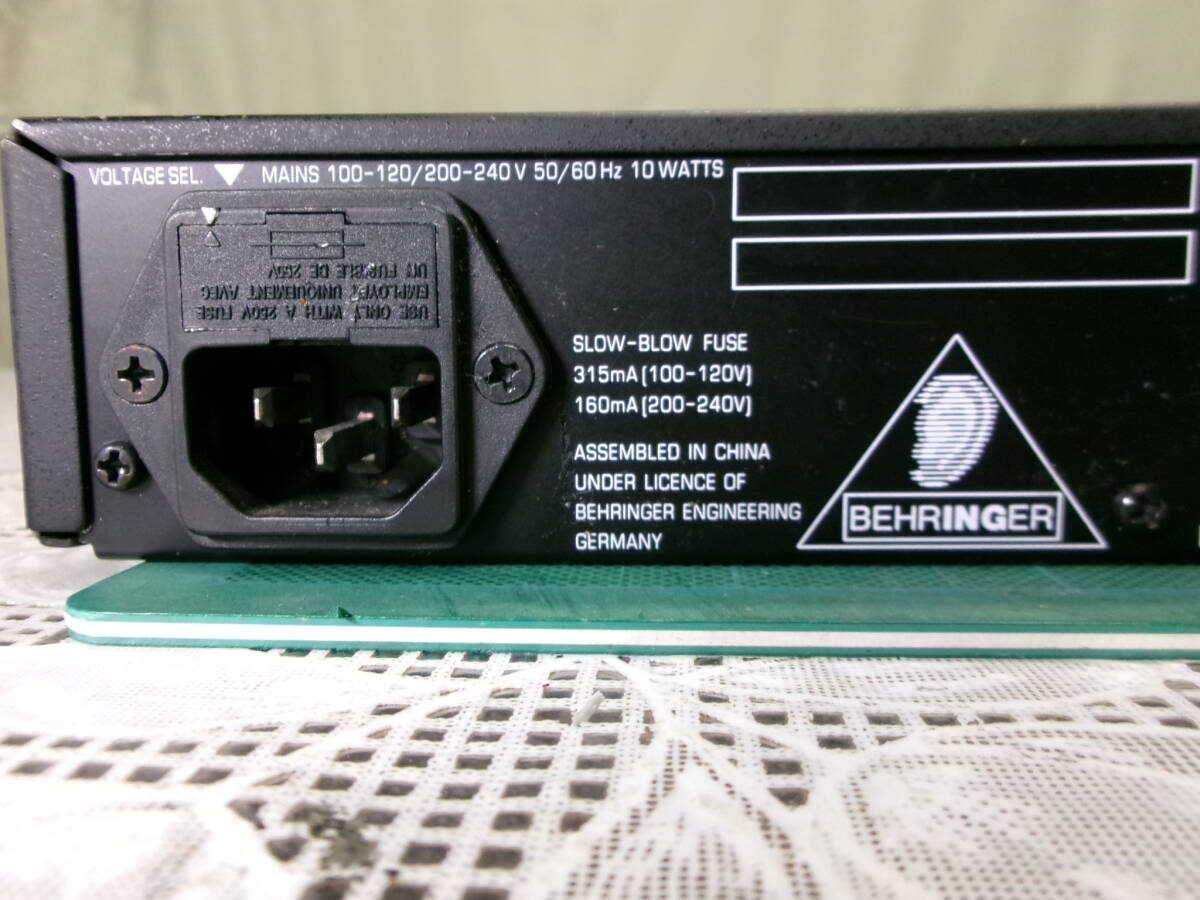 VOLTAGE SEL. MAINS 100-120/200-240 V 50/60 Hz 10 WATTS
USE ONLY WITH A 250V FUSE
EMPLOYEZ UNIQUEMENT AVEC
UN FUSIBLE DE 250V
SLOW-BLOW FUSE
315mA (100-120V)
160mA (200-240V)
ASSEMBLED IN CHINA
UNDER LICENCE OF
BEHRINGER ENGINEERING
GERMANY
BEHRINGER